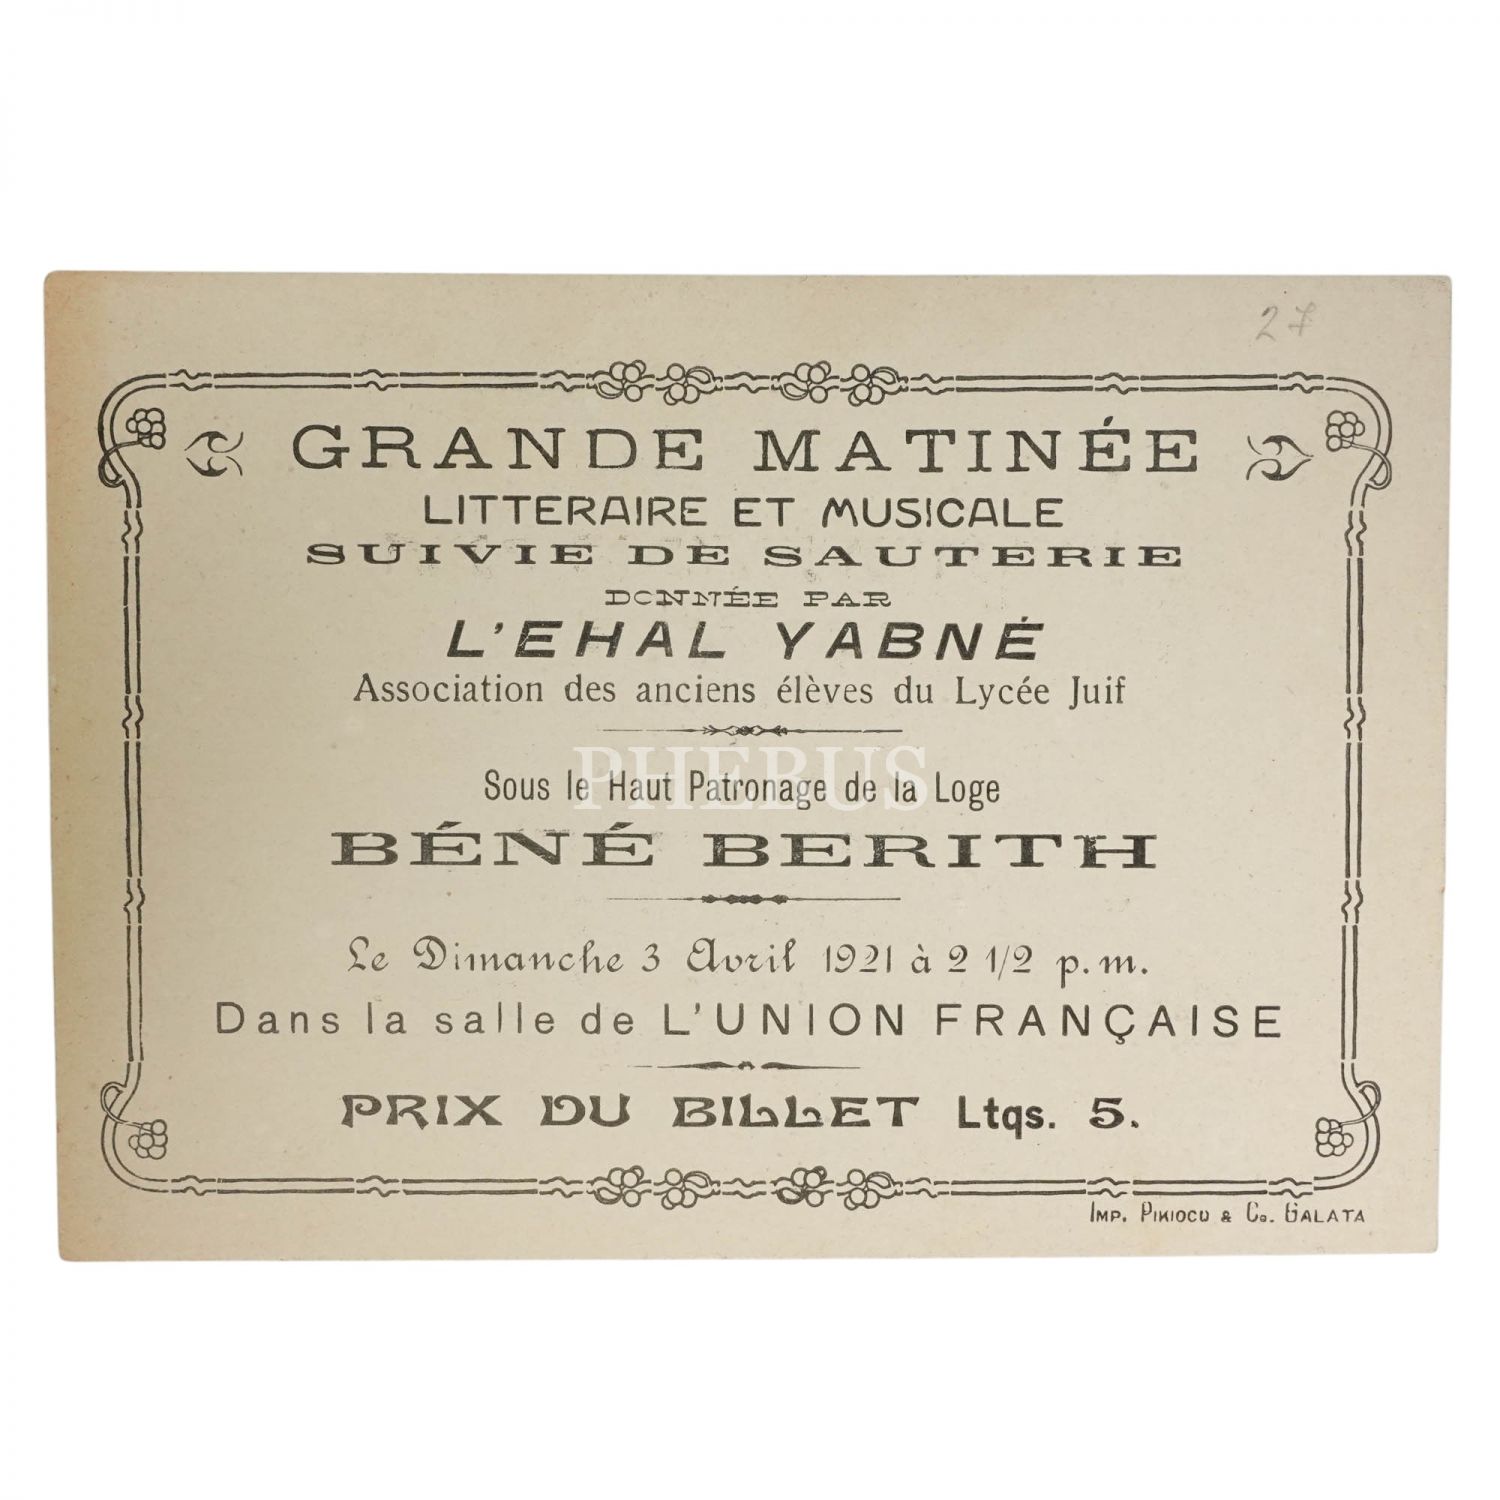 27
GRANDE MATINÉE
LITTERAIRE ET MUSICALE
SUIVIE DE SAUTERIE
DONNÉE PAR
L'EHAL YABNÉ
Association des anciens élèves du Lycée Juif
PHEBUS
Sous le Haut Patronage de la Loge
BÉNÉ BERITH
Le Dimanche 3 Avril 1921 à 2 1/2 p.m.
Dans la salle de L'UNION FRANÇAISE
PRIX DU BILLET Ltqs. 5.
IMP. PIKIOCU & Co. GALATA